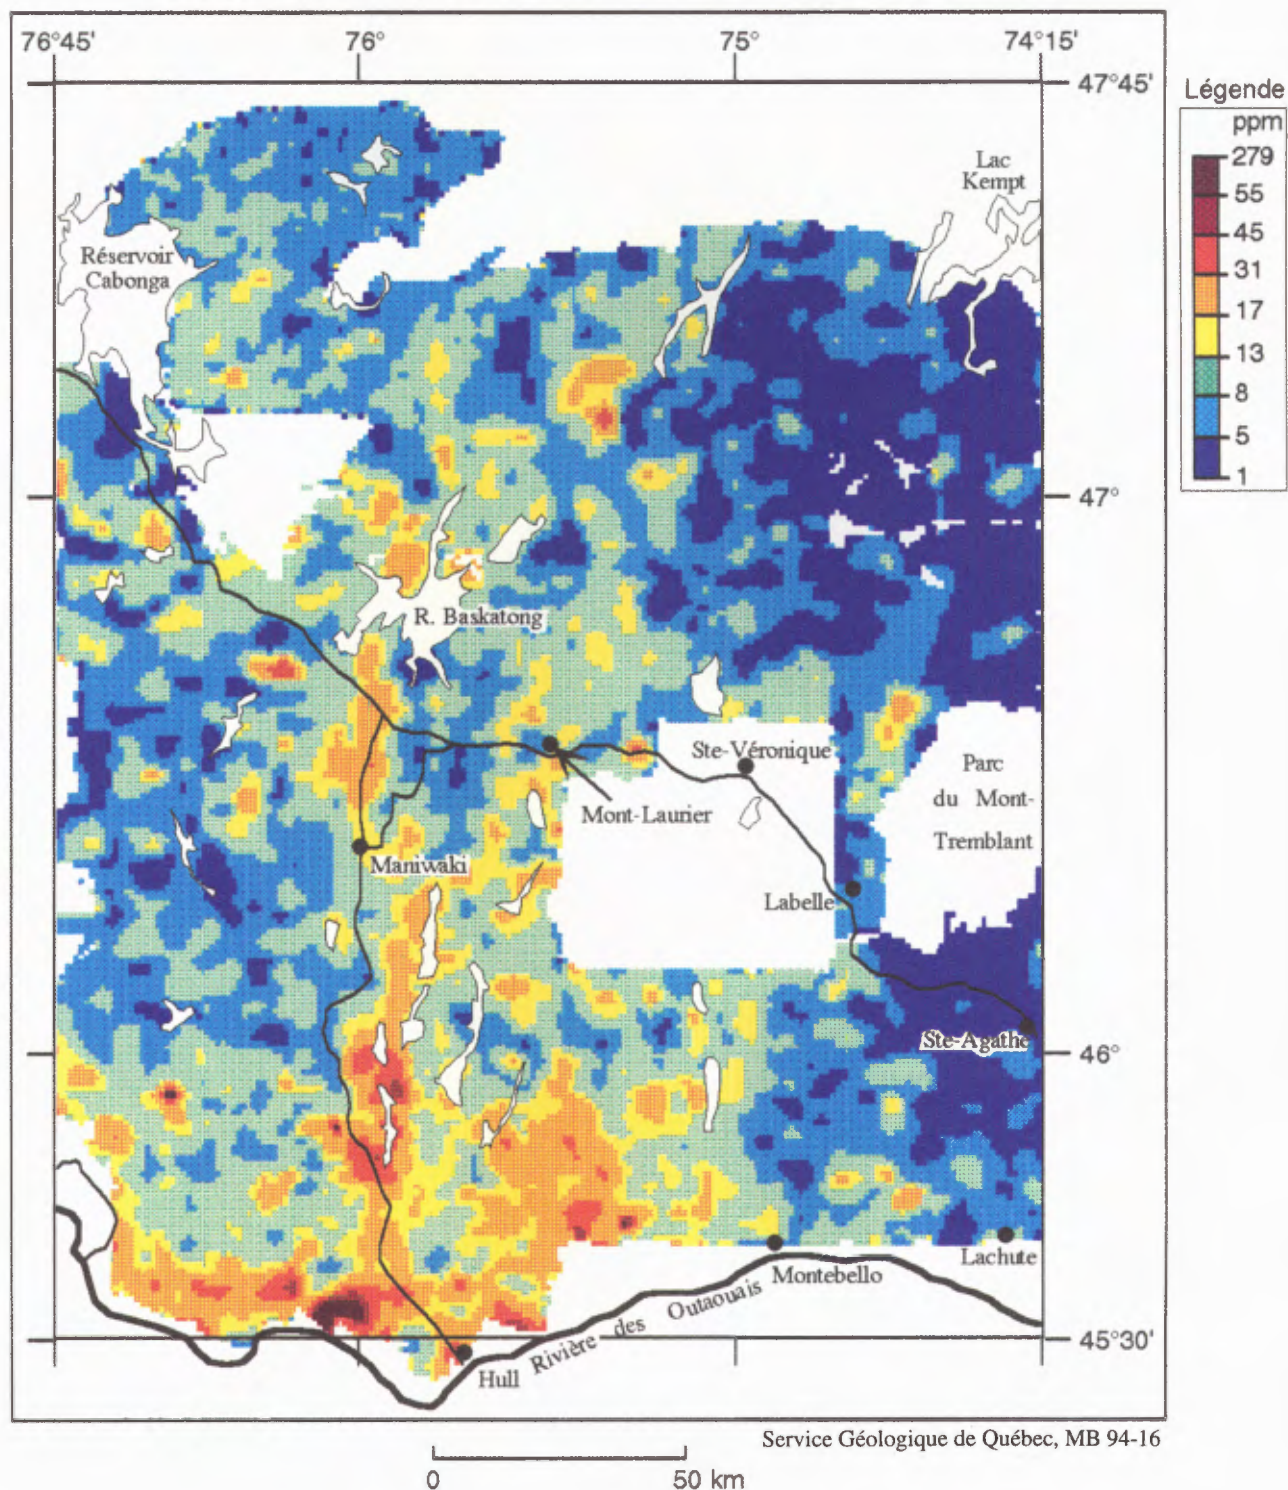 76°45'
76°
75°
74°15'
47°45'
Légende
ppm
279
55
45
31
17
13
8
5
1
Lac
Kempt
Réservoir
Cabonga
47°
R. Baskatong
Ste-Véronique
Parc
du Mont-
Tremblant
Mont-Laurier
Maniwaki
Labelle
Ste-Agathe
46°
Lachute
Montebello
Rivière des Outaouais
45°30'
Hull
Service Géologique de Québec, MB 94-16
0
50 km